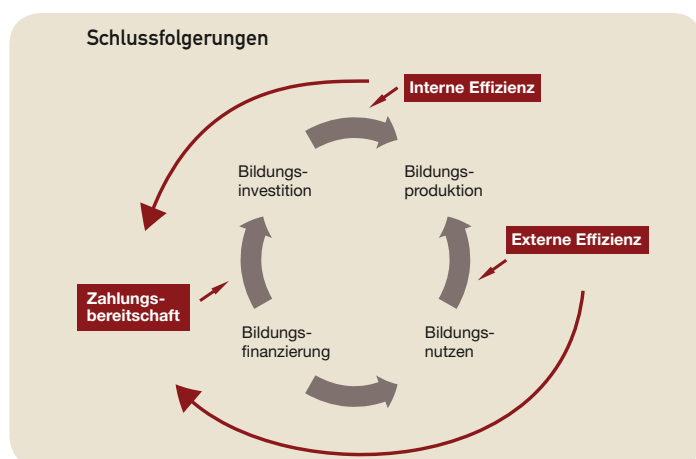 Schlussfolgerungen
Interne Effizienz
Bildungs-
investition
Bildungs-
produktion
Externe Effizienz
Zahlungs-
bereitschaft
Bildungs-
finanzierung
Bildungs-
nutzen